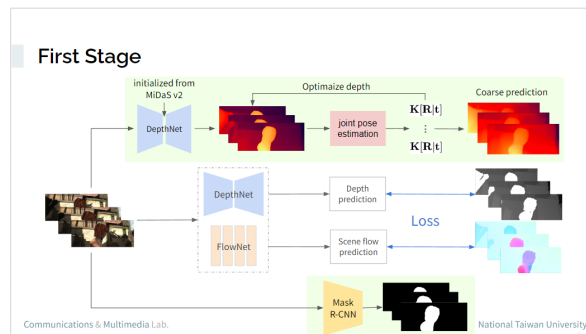 First Stage
initialized from
MiDaS v2
Optimaize depth
DepthNet
joint pose
estimation
K[R|t]
⋮
K[R|t]
Coarse prediction
DepthNet
FlowNet
Depth
prediction
Scene flow
prediction
Loss
Mask
R-CNN
Communications & Multimedia Lab.
National Taiwan University